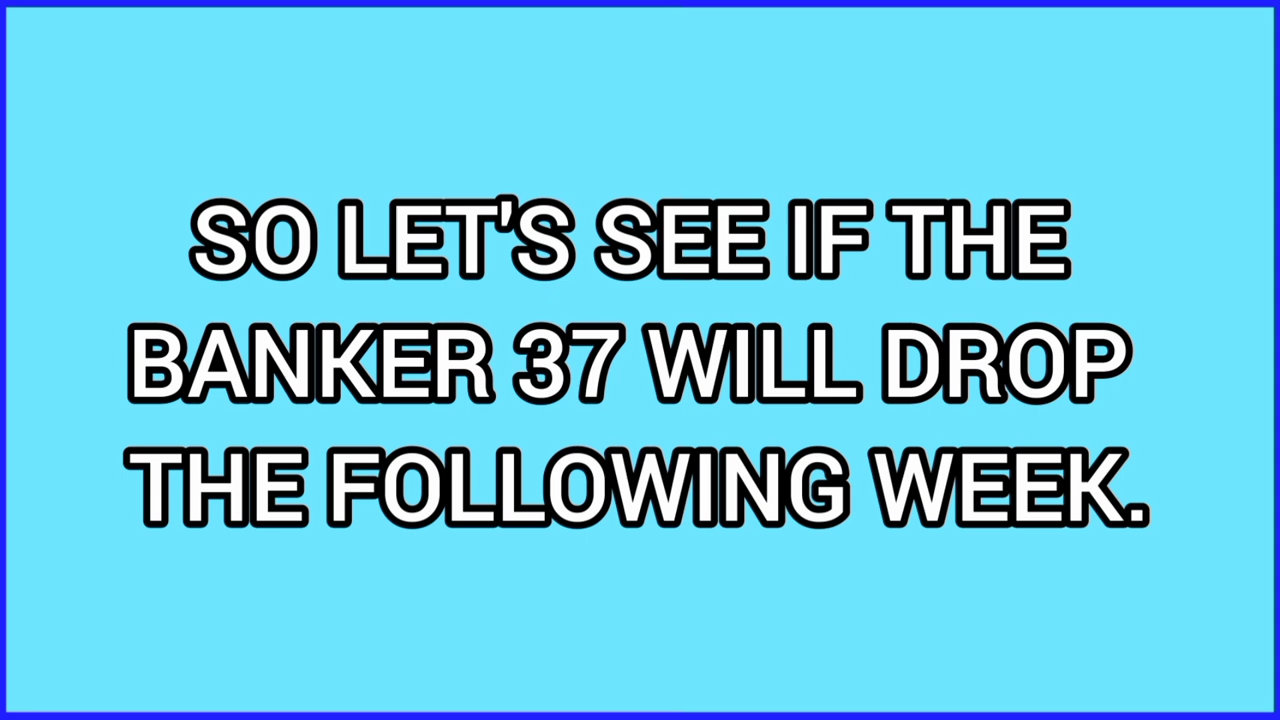 SO LET'S SEE IF THE
BANKER 37 WILL DROP
THE FOLLOWING WEEK.